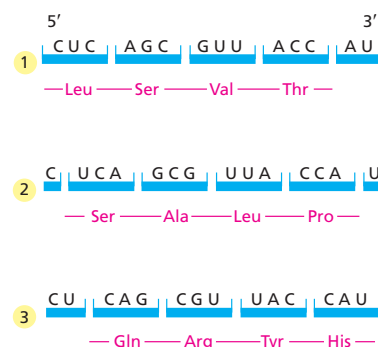 5′ 3′
CUC AGC GUU ACC AU
1
Leu Ser Val Thr
C UCA GCG UUA CCA U
2
Ser Ala Leu Pro
CU CAG CGU UAC CAU
3
Gln Arg Tyr His